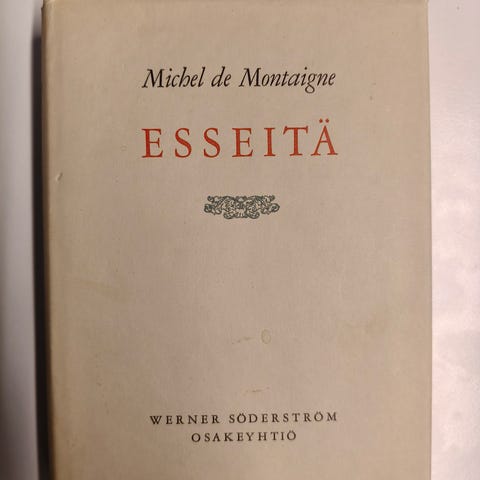 Michel de Montaigne
ESSEITÄ
WERNER SÖDERSTRÖM
OSAKEYHTIÖ